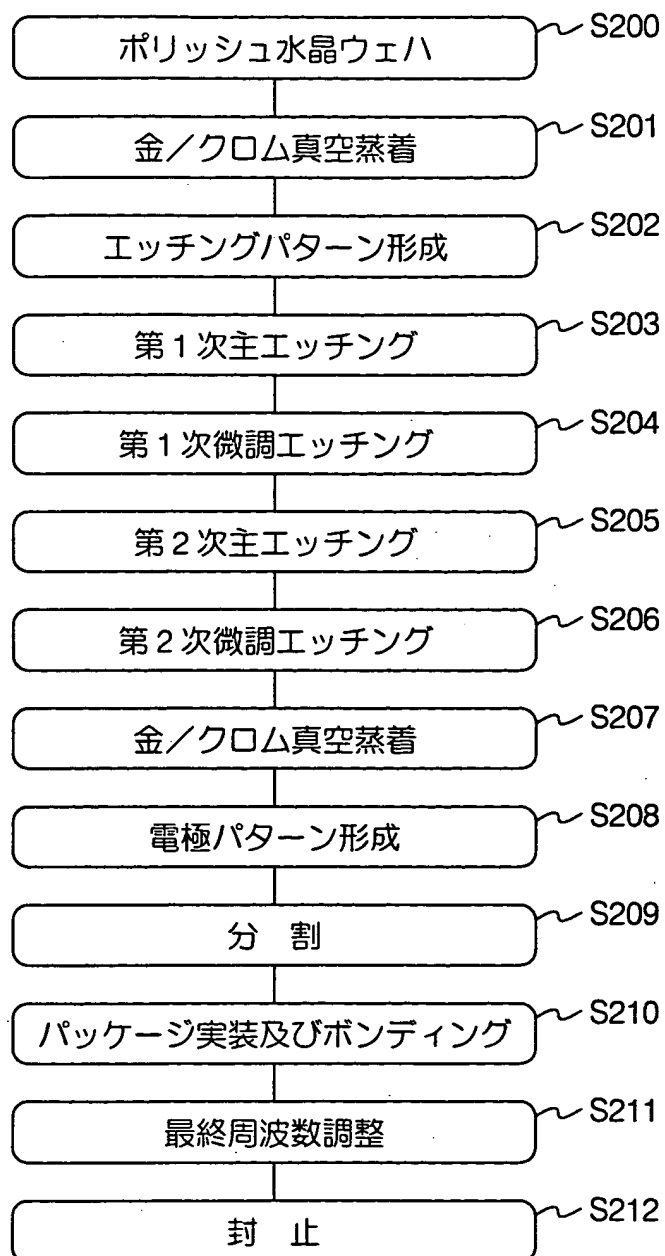 S200
ポリッシュ水晶ウェハ
S201
金／クロム真空蒸着
S202
エッチングパターン形成
S203
第１次主エッチング
S204
第１次微調エッチング
S205
第２次主エッチング
S206
第２次微調エッチング
S207
金／クロム真空蒸着
S208
電極パターン形成
S209
分　割
S210
パッケージ実装及びボンディング
S211
最終周波数調整
S212
封　止